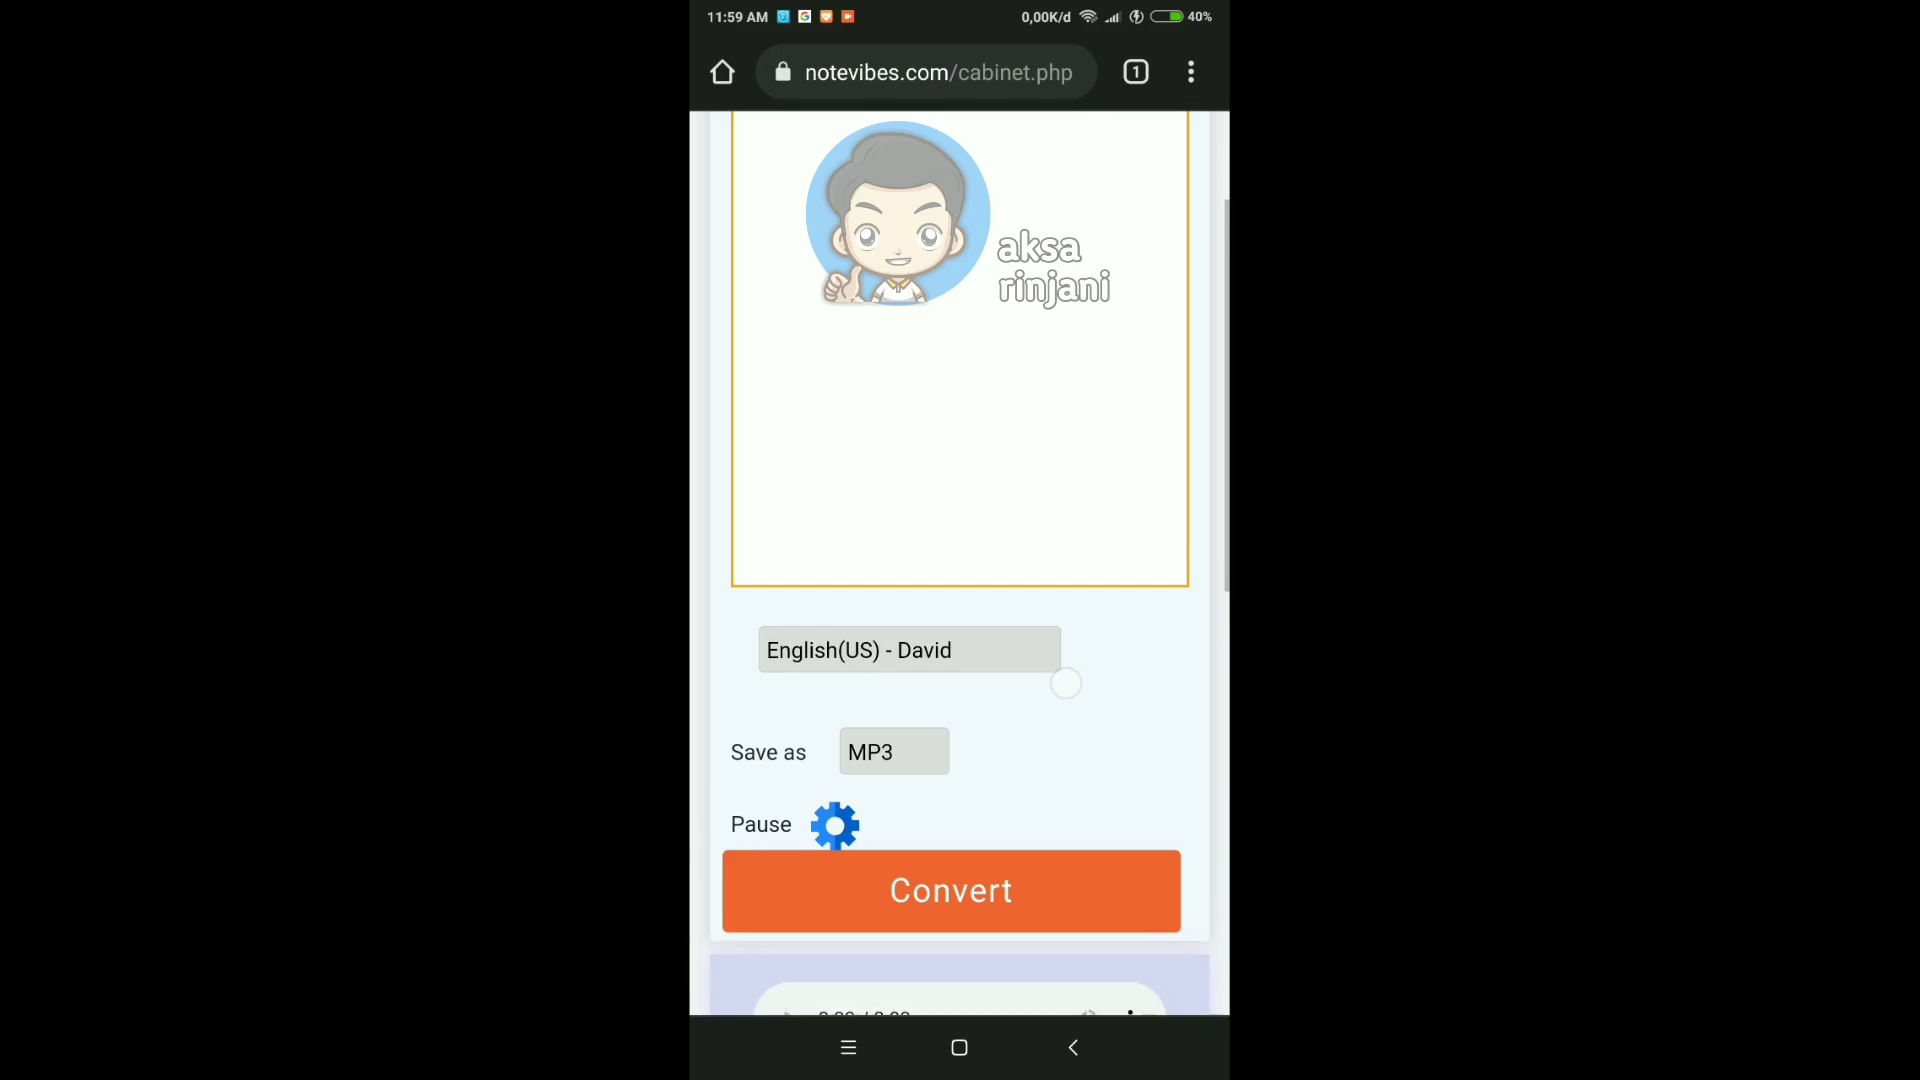 11:59 AM 0,00K/d 40%
notevibes.com/cabinet.php 1
aksa
rinjani
English(US) - David
Save as MP3
Pause
Convert